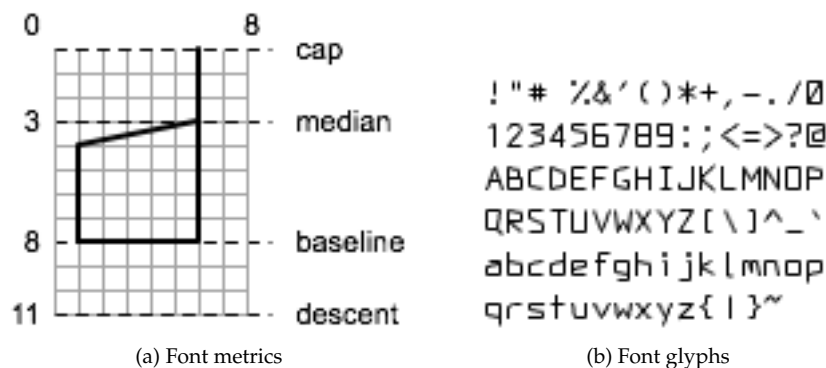 0 8
cap
3 median
8 baseline
11 descent
(a) Font metrics
!"# %&'()*+,-./0
123456789:;<=>?@
ABCDEFGHIJKLMNOP
QRSTUVWXYZ[\]^_`
abcdefghijklmnop
qrstuvwxyz{|}~
(b) Font glyphs